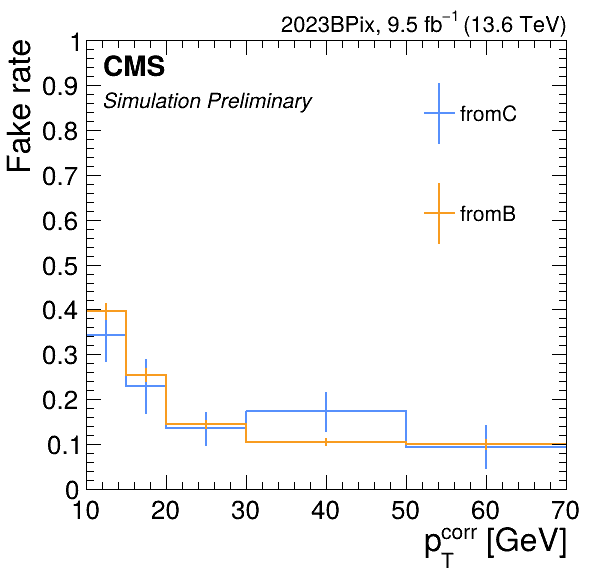 2023BPix, 9.5 fb⁻¹ (13.6 TeV)
CMS
Simulation Preliminary
fromC
fromB
Fake rate
1
0.9
0.8
0.7
0.6
0.5
0.4
0.3
0.2
0.1
0
10 20 30 40 50 60 70
p_T^corr [GeV]